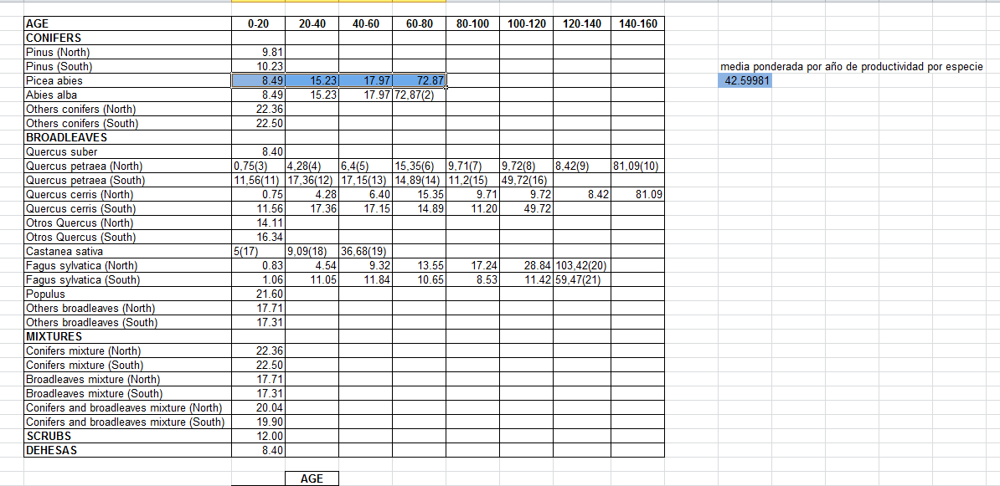 AGE 0-20 20-40 40-60 60-80 80-100 100-120 120-140 140-160
CONIFERS
Pinus (North) 9.81
Pinus (South) 10.23 media ponderada por año de productividad por especie
Picea abies 8.49 15.23 17.97 72.87 42.59981
Abies alba 8.49 15.23 17.97 72,87(2)
Others conifers (North) 22.36
Others conifers (South) 22.50
BROADLEAVES
Quercus suber 8.40
Quercus petraea (North) 0,75(3) 4,28(4) 6,4(5) 15,35(6) 9,71(7) 9,72(8) 8,42(9) 81,09(10)
Quercus petraea (South) 11,56(11) 17,36(12) 17,15(13) 14,89(14) 11,2(15) 49,72(16)
Quercus cerris (North) 0.75 4.28 6.40 15.35 9.71 9.72 8.42 81.09
Quercus cerris (South) 11.56 17.36 17.15 14.89 11.20 49.72
Otros Quercus (North) 14.11
Otros Quercus (South) 16.34
Castanea sativa 5(17) 9,09(18) 36,68(19)
Fagus sylvatica (North) 0.83 4.54 9.32 13.55 17.24 28.84 103,42(20)
Fagus sylvatica (South) 1.06 11.05 11.84 10.65 8.53 11.42 59,47(21)
Populus 21.60
Others broadleaves (North) 17.71
Others broadleaves (South) 17.31
MIXTURES
Conifers mixture (North) 22.36
Conifers mixture (South) 22.50
Broadleaves mixture (North) 17.71
Broadleaves mixture (South) 17.31
Conifers and broadleaves mixture (North) 20.04
Conifers and broadleaves mixture (South) 19.90
SCRUBS 12.00
DEHESAS 8.40
AGE